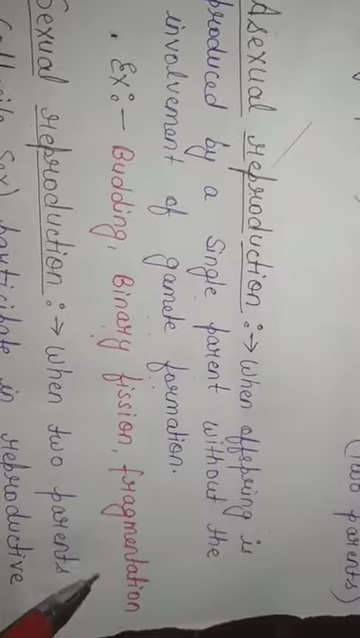 (Two parents)
Asexual reproduction :→ When offspring is
produced by a single parent without the
involvement of gamete formation.
. Ex:- Budding, Binary fission, fragmentation
Sexual reproduction :→ When two parents
Sex) participate in reproductive